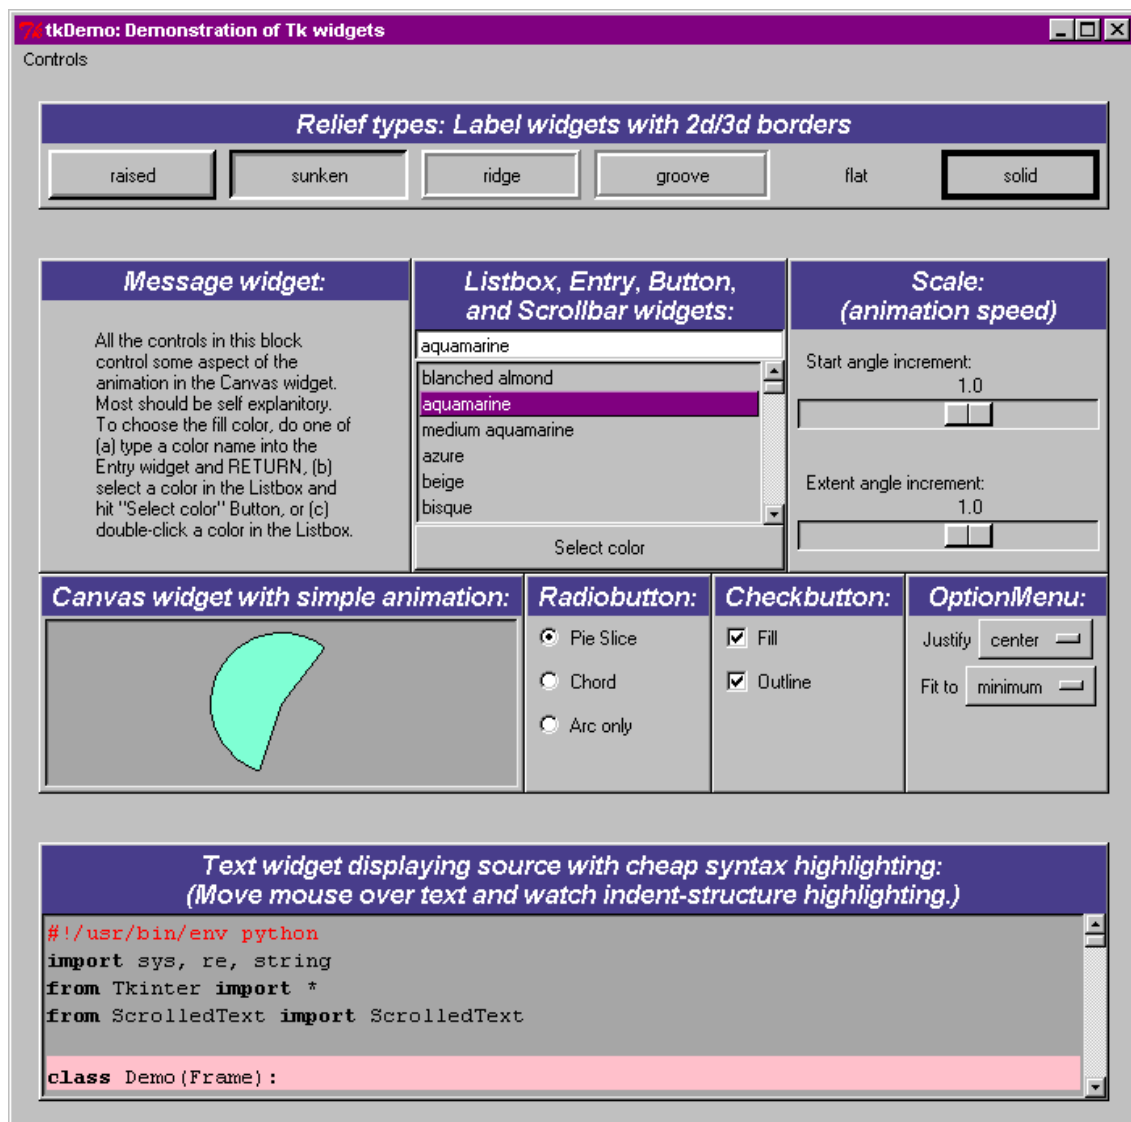 tkDemo: Demonstration of Tk widgets
Controls
Relief types: Label widgets with 2d/3d borders
raised
sunken
ridge
groove
flat
solid
Message widget:
All the controls in this block
control some aspect of the
animation in the Canvas widget.
Most should be self explanitory.
To choose the fill color, do one of
(a) type a color name into the
Entry widget and RETURN, (b)
select a color in the Listbox and
hit "Select color" Button, or (c)
double-click a color in the Listbox.
Listbox, Entry, Button,
and Scrollbar widgets:
aquamarine
blanched almond
aquamarine
medium aquamarine
azure
beige
bisque
Select color
Scale:
(animation speed)
Start angle increment:
1.0
Extent angle increment:
1.0
Canvas widget with simple animation:
Radiobutton:
Pie Slice
Chord
Arc only
Checkbutton:
Fill
Outline
OptionMenu:
Justify center
Fit to minimum
Text widget displaying source with cheap syntax highlighting:
(Move mouse over text and watch indent-structure highlighting.)
#!/usr/bin/env python
import sys, re, string
from Tkinter import *
from ScrolledText import ScrolledText
class Demo(Frame):